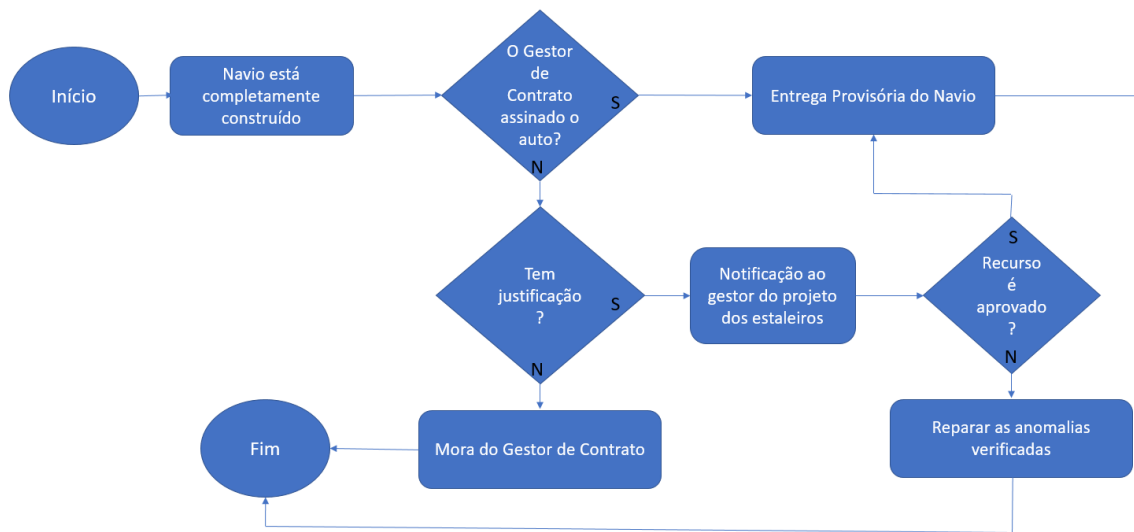 Início
Navio está
completamente
construído
O Gestor
de
Contrato
assinado o
auto?
S
N
Entrega Provisória do Navio
Tem
justificação
?
S
N
Notificação ao
gestor do projeto
dos estaleiros
S
Recurso
é
aprovado
?
N
Fim
Mora do Gestor de Contrato
Reparar as anomalias
verificadas